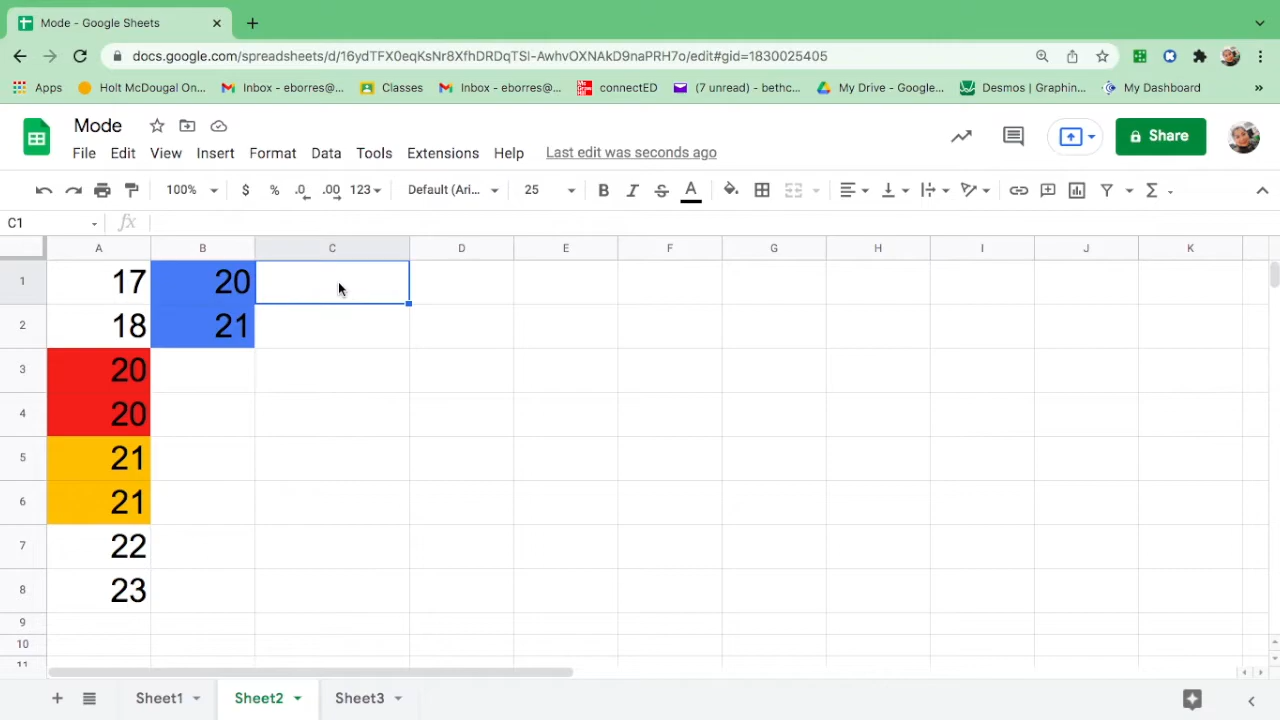 Mode - Google Sheets
docs.google.com/spreadsheets/d/16ydTFX0eqKsNr8XfhDRDqTSI-AwhvOXNAkD9naPRH7o/edit#gid=1830025405
Apps Holt McDougal On... Inbox - eborres@... Classes Inbox - eborres@... connectED (7 unread) - bethc... My Drive - Google... Desmos | Graphin... My Dashboard »
Mode
Share
File Edit View Insert Format Data Tools Extensions Help Last edit was seconds ago
100% $ % .0 .00 123 Default (Ari... 25 B I S A Σ
C1 fx
A B C D E F G H I J K
1 17 20
2 18 21
3 20
4 20
5 21
6 21
7 22
8 23
9
10
11
+ Sheet1 Sheet2 Sheet3